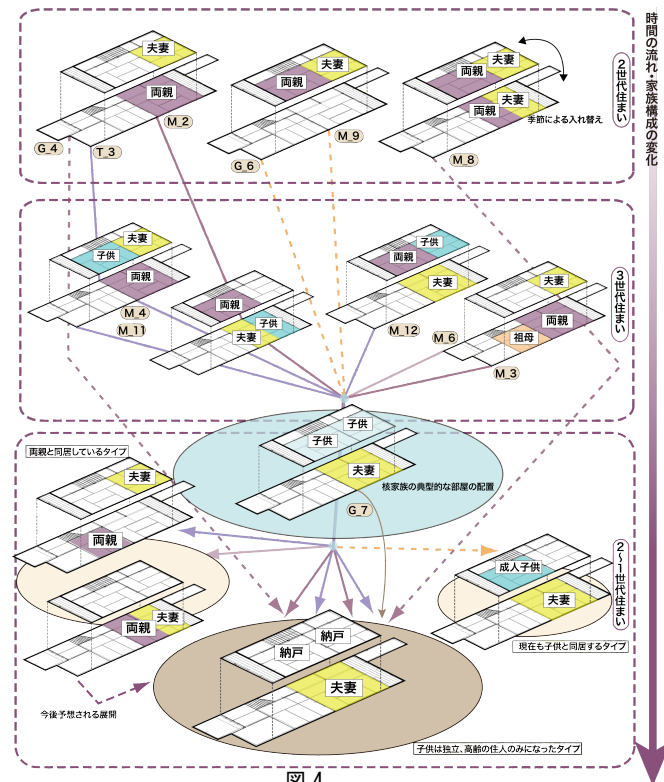 時間の流れ・家族構成の変化
2世代住まい
夫妻
両親
G_4
T_3
M_2
夫妻
両親
G_6
M_9
夫妻
両親
夫妻
両親
季節による入れ替え
M_8
3世代住まい
夫妻
子供
両親
M_4
M_11
両親
子供
夫妻
子供
両親
夫妻
M_12
夫妻
両親
祖母
M_6
M_3
子供
子供
夫妻
核家族の典型的な部屋の配置
G_7
2~1世代住まい
両親と同居しているタイプ
夫妻
両親
夫妻
両親
今後予想される展開
成人子供
夫妻
現在も子供と同居するタイプ
納戸
納戸
夫妻
子供は独立、高齢の住人のみになったタイプ
図 4